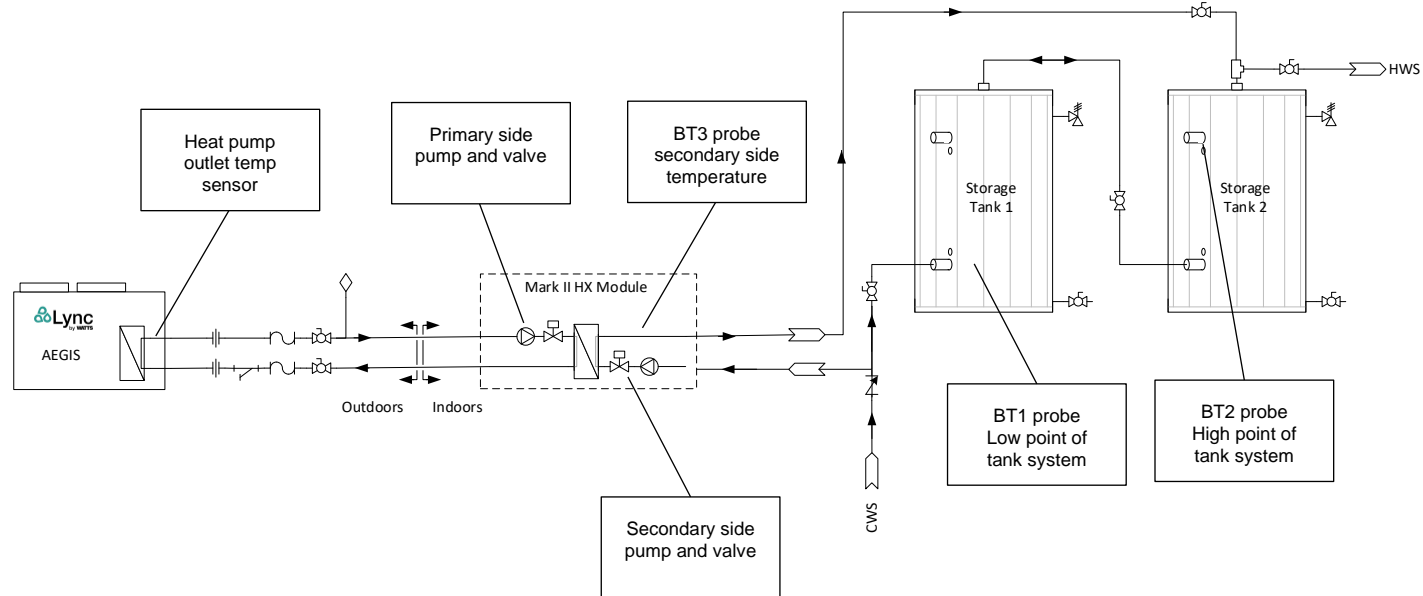 HWS
Heat pump
outlet temp
sensor
Primary side
pump and valve
BT3 probe
secondary side
temperature
Storage
Tank 1
Storage
Tank 2
Mark II HX Module
Lync
by WATTS
AEGIS
Outdoors
Indoors
BT1 probe
Low point of
tank system
BT2 probe
High point of
tank system
CWS
Secondary side
pump and valve